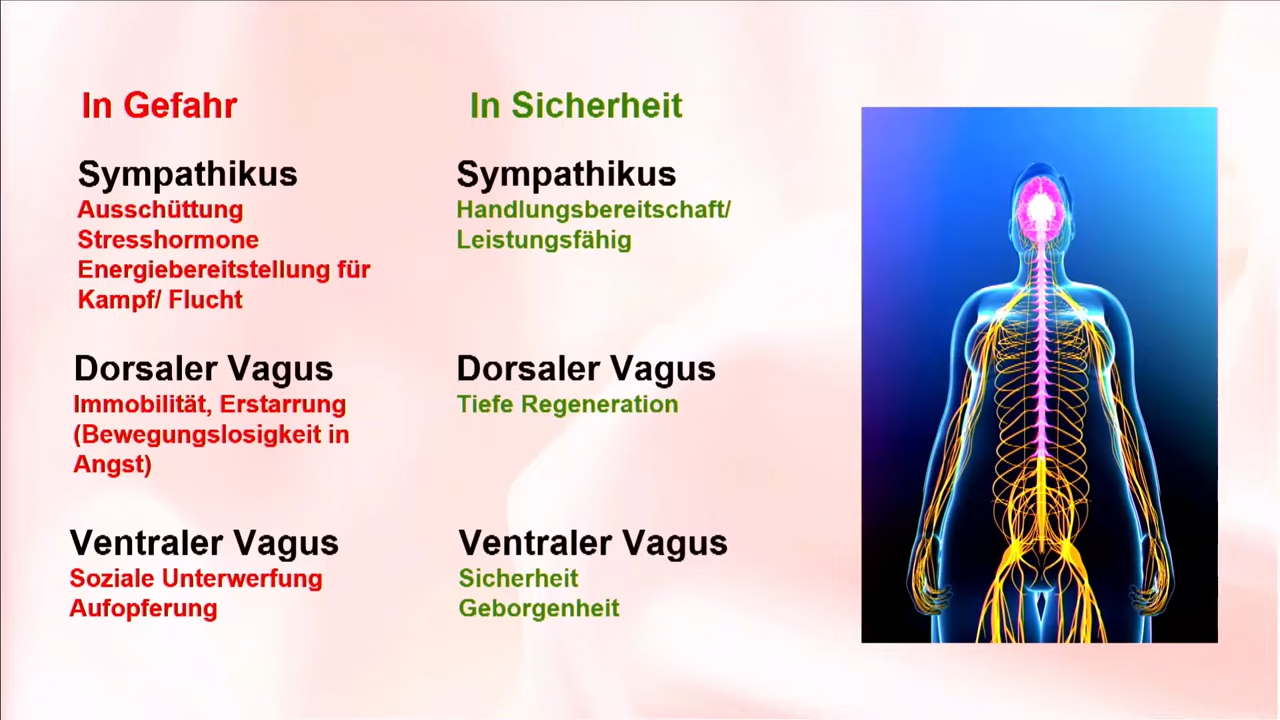 In Gefahr
Sympathikus
Ausschüttung
Stresshormone
Energiebereitstellung für
Kampf/ Flucht
Dorsaler Vagus
Immobilität, Erstarrung
(Bewegungslosigkeit in
Angst)
Ventraler Vagus
Soziale Unterwerfung
Aufopferung
In Sicherheit
Sympathikus
Handlungsbereitschaft/
Leistungsfähig
Dorsaler Vagus
Tiefe Regeneration
Ventraler Vagus
Sicherheit
Geborgenheit